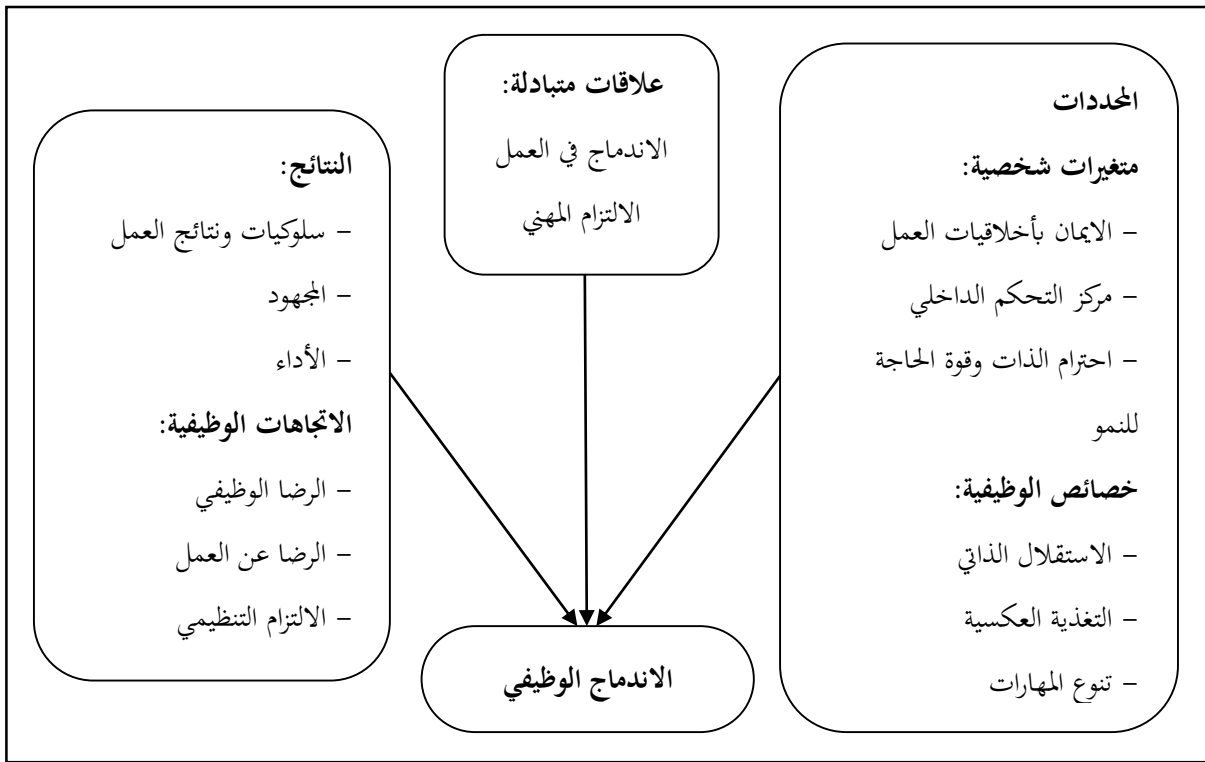 المحددات
متغيرات شخصية:
– الايمان بأخلاقيات العمل
– مركز التحكم الداخلي
– احترام الذات وقوة الحاجة
للنمو
خصائص الوظيفية:
– الاستقلال الذاتي
– التغذية العكسية
– تنوع المهارات
علاقات متبادلة:
الاندماج في العمل
الالتزام المهني
النتائج:
– سلوكيات ونتائج العمل
– المجهود
– الأداء
الاتجاهات الوظيفية:
– الرضا الوظيفي
– الرضا عن العمل
– الالتزام التنظيمي
الاندماج الوظيفي